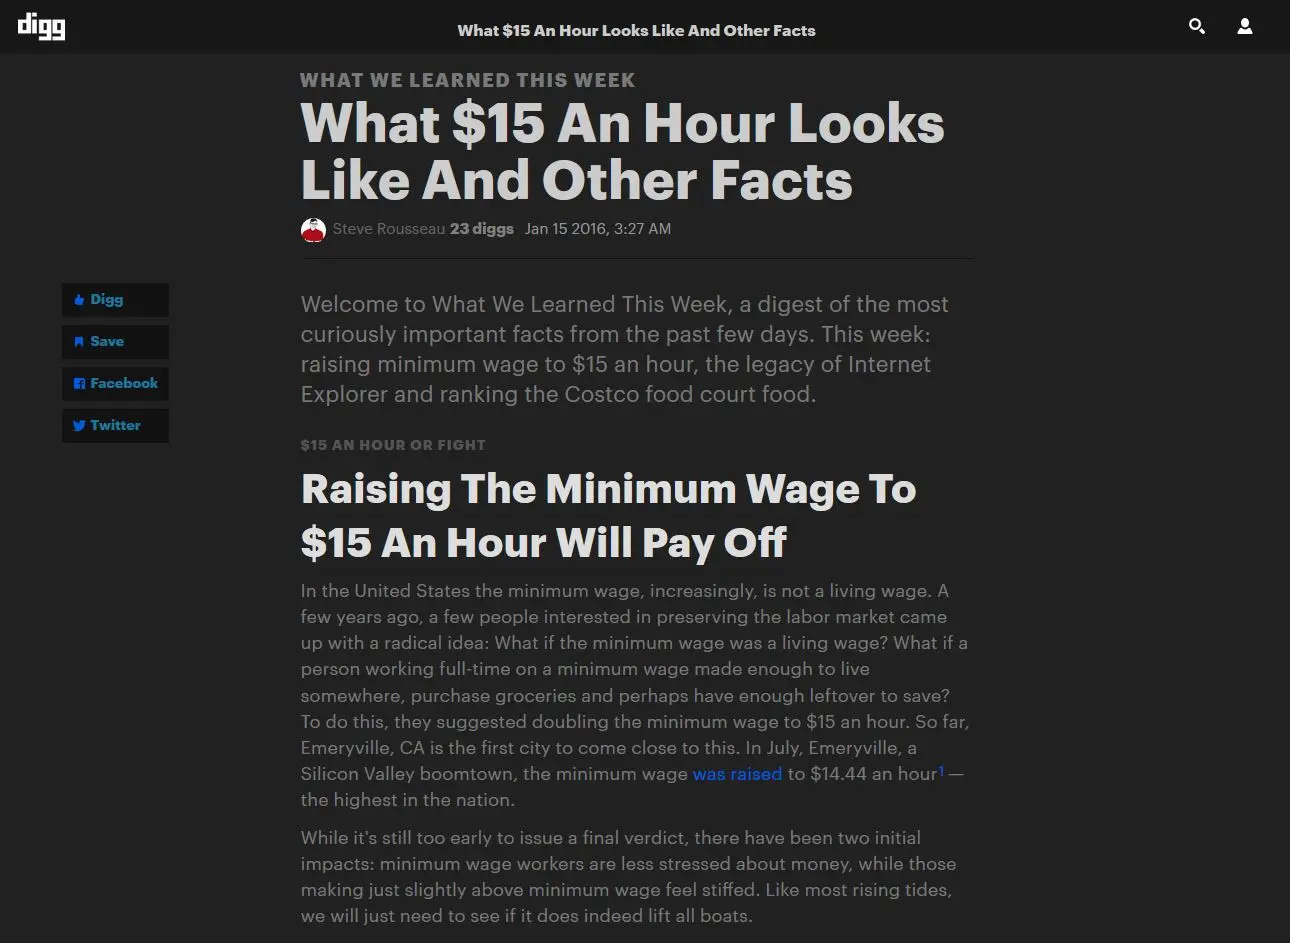 digg
What $15 An Hour Looks Like And Other Facts
WHAT WE LEARNED THIS WEEK
What $15 An Hour Looks
Like And Other Facts
Steve Rousseau 23 diggs Jan 15 2016, 3:27 AM
Digg
Save
Facebook
Twitter
Welcome to What We Learned This Week, a digest of the most
curiously important facts from the past few days. This week:
raising minimum wage to $15 an hour, the legacy of Internet
Explorer and ranking the Costco food court food.
$15 AN HOUR OR FIGHT
Raising The Minimum Wage To
$15 An Hour Will Pay Off
In the United States the minimum wage, increasingly, is not a living wage. A
few years ago, a few people interested in preserving the labor market came
up with a radical idea: What if the minimum wage was a living wage? What if a
person working full-time on a minimum wage made enough to live
somewhere, purchase groceries and perhaps have enough leftover to save?
To do this, they suggested doubling the minimum wage to $15 an hour. So far,
Emeryville, CA is the first city to come close to this. In July, Emeryville, a
Silicon Valley boomtown, the minimum wage was raised to $14.44 an hour¹ —
the highest in the nation.
While it's still too early to issue a final verdict, there have been two initial
impacts: minimum wage workers are less stressed about money, while those
making just slightly above minimum wage feel stiffed. Like most rising tides,
we will just need to see if it does indeed lift all boats.